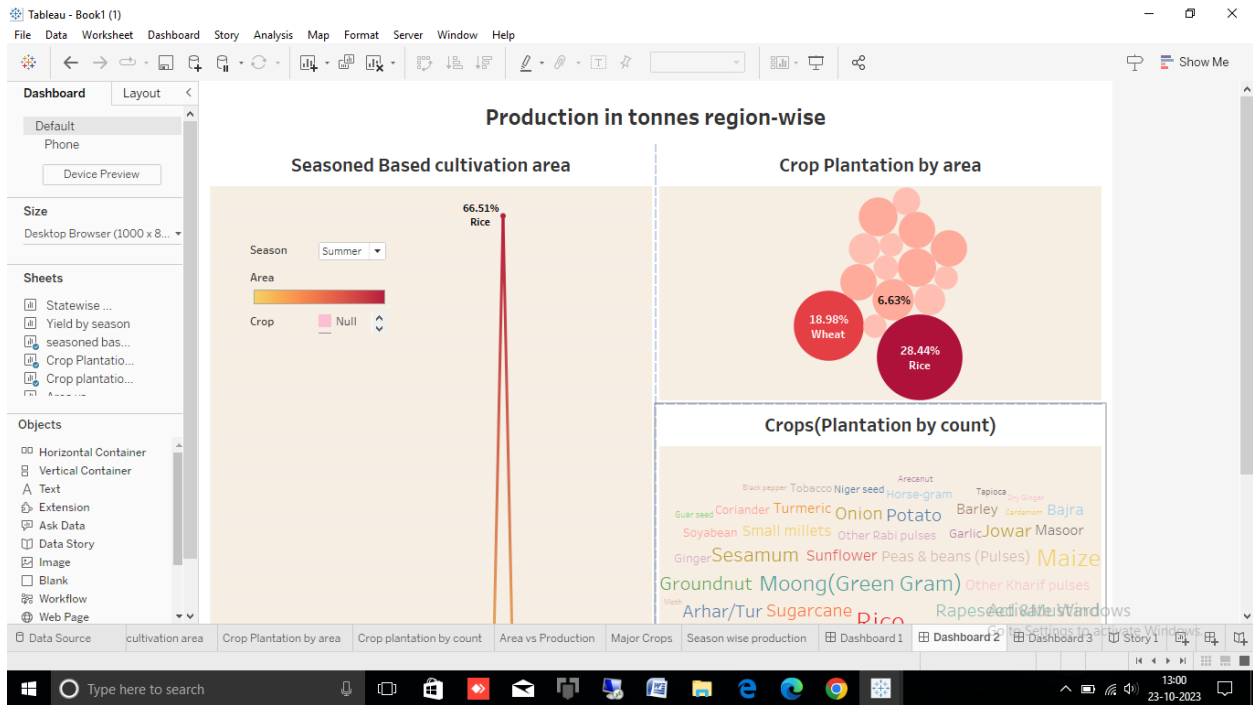 Tableau - Book1 (1)
File Data Worksheet Dashboard Story Analysis Map Format Server Window Help
Show Me
Dashboard Layout
Default
Phone
Device Preview
Size
Desktop Browser (1000 x 8...
Sheets
Statewise ...
Yield by season
seasoned bas...
Crop Plantatio...
Crop plantatio...
Objects
Horizontal Container
Vertical Container
Text
Extension
Ask Data
Data Story
Image
Blank
Workflow
Web Page
Production in tonnes region-wise
Seasoned Based cultivation area
66.51%
Rice
Season Summer
Area
Crop Null
Crop Plantation by area
6.63%
18.98%
Wheat
28.44%
Rice
Crops(Plantation by count)
Arecanut
Black pepper Tobacco Niger seed Horse-gram Tapioca Dry Ginger
Guar seed Coriander Turmeric Onion Potato Barley Cardamom Bajra
Soyabean Small millets Other Rabi pulses Garlic Jowar Masoor
Ginger Sesamum Sunflower Peas & beans (Pulses) Maize
Groundnut Moong(Green Gram) Other Kharif pulses
Moth Arhar/Tur Sugarcane Rice Rapeseed &Mustard
Activate Windows
Go to Settings to activate Windows.
Data Source cultivation area Crop Plantation by area Crop plantation by count Area vs Production Major Crops Season wise production Dashboard 1 Dashboard 2 Dashboard 3 Story 1
Type here to search
13:00
23-10-2023